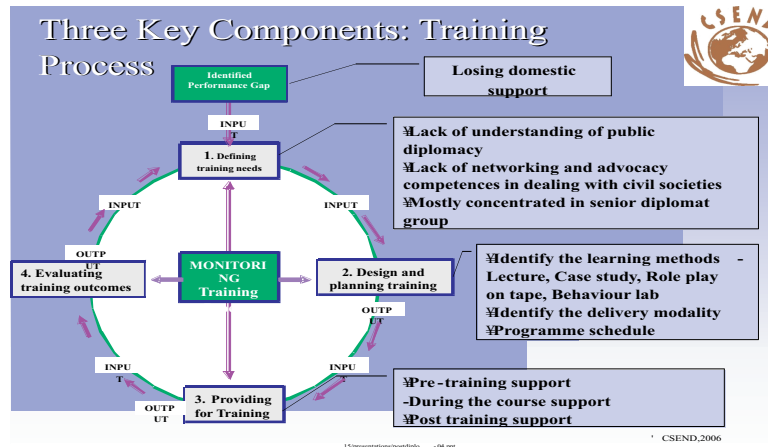 Three Key Components: Training
Process
CSEND
Identified
Performance Gap
Losing domestic
support
INPU
T
1. Defining
training needs
¥Lack of understanding of public
diplomacy
¥Lack of networking and advocacy
competences in dealing with civil societies
¥Mostly concentrated in senior diplomat
group
INPUT
INPUT
OUTP
UT
4. Evaluating
training outcomes
MONITORI
NG
Training
2. Design and
planning training
OUTP
UT
¥Identify the learning methods -
Lecture, Case study, Role play
on tape, Behaviour lab
¥Identify the delivery modality
¥Programme schedule
INPU
T
INPU
T
3. Providing
for Training
OUTP
UT
¥Pre-training support
-During the course support
¥Post training support
CSEND,2006